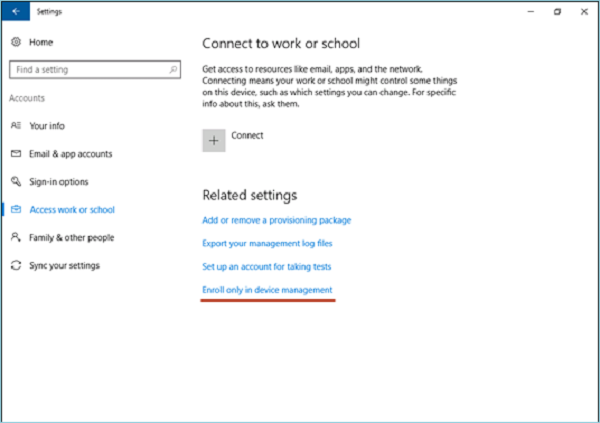 Settings
Home
Find a setting
Accounts
Your info
Email & app accounts
Sign-in options
Access work or school
Family & other people
Sync your settings
Connect to work or school
Get access to resources like email, apps, and the network.
Connecting means your work or school might control some things
on this device, such as which settings you can change. For specific
info about this, ask them.
Connect
Related settings
Add or remove a provisioning package
Export your management log files
Set up an account for taking tests
Enroll only in device management